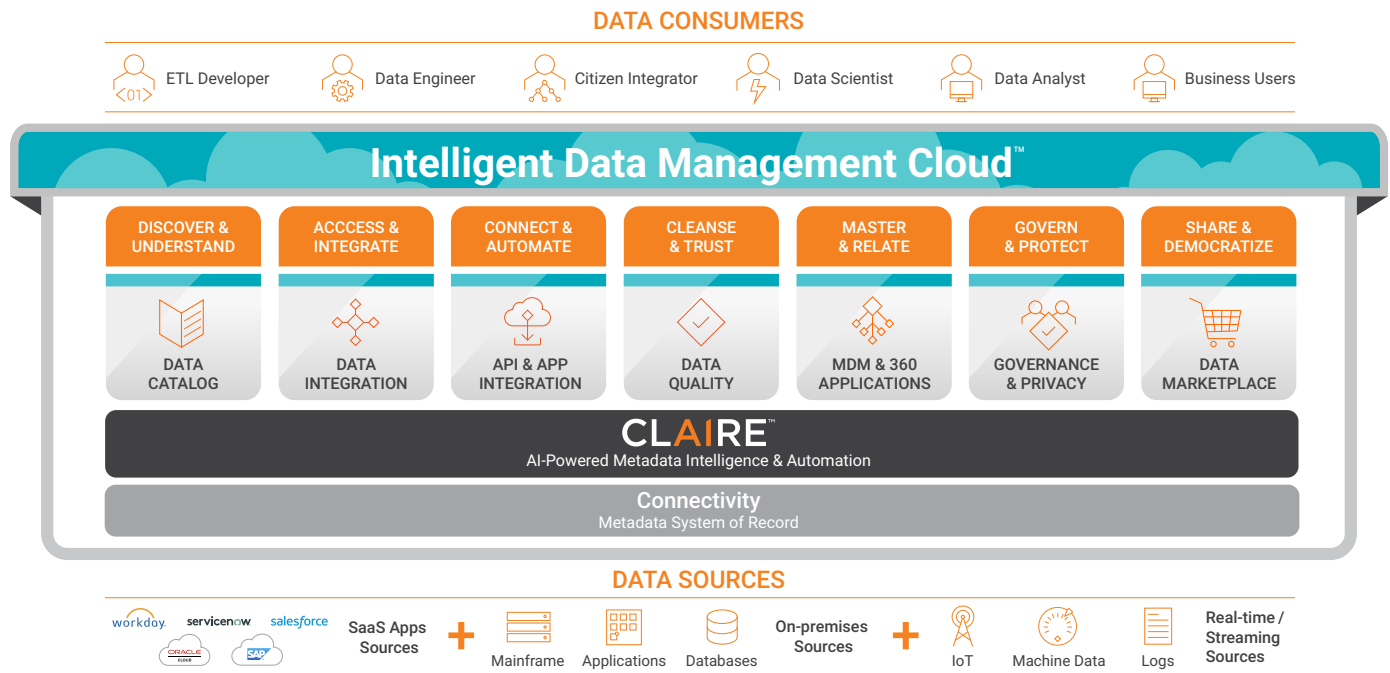 DATA CONSUMERS
<01>
ETL Developer
Data Engineer
Citizen Integrator
Data Scientist
Data Analyst
Business Users
Intelligent Data Management Cloud™
DISCOVER &
UNDERSTAND
ACCCESS &
INTEGRATE
CONNECT &
AUTOMATE
CLEANSE
& TRUST
MASTER
& RELATE
GOVERN
& PROTECT
SHARE &
DEMOCRATIZE
DATA
CATALOG
DATA
INTEGRATION
API & APP
INTEGRATION
DATA
QUALITY
MDM & 360
APPLICATIONS
GOVERNANCE
& PRIVACY
DATA
MARKETPLACE
CLAIRE™
AI-Powered Metadata Intelligence & Automation
Connectivity
Metadata System of Record
DATA SOURCES
workday.
servicenow
salesforce
ORACLE
CLOUD
SAP
SaaS Apps
Sources
+
Mainframe
Applications
Databases
On-premises
Sources
+
IoT
Machine Data
Logs
Real-time /
Streaming
Sources